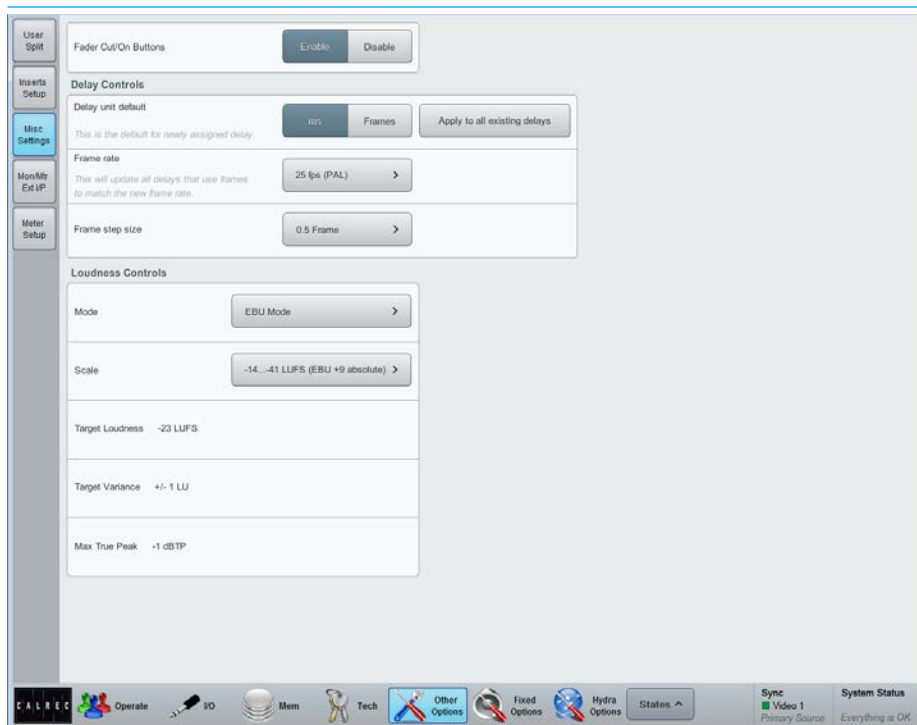 User
Split
Inserts
Setup
Misc
Settings
Mon/Mtr
Ext I/P
Meter
Setup
Fader Cut/On Buttons
Enable
Disable
Delay Controls
Delay unit default
This is the default for newly assigned delay.
ms
Frames
Apply to all existing delays
Frame rate
This will update all delays that use frames
to match the new frame rate.
25 fps (PAL) >
Frame step size
0.5 Frame >
Loudness Controls
Mode
EBU Mode >
Scale
-14...-41 LUFS (EBU +9 absolute) >
Target Loudness -23 LUFS
Target Variance +/- 1 LU
Max True Peak -1 dBTP
CALREC
Operate
I/O
Mem
Tech
Other
Options
Fixed
Options
Hydra
Options
States ^
Sync
Video 1
Primary Source
System Status
Everything is OK